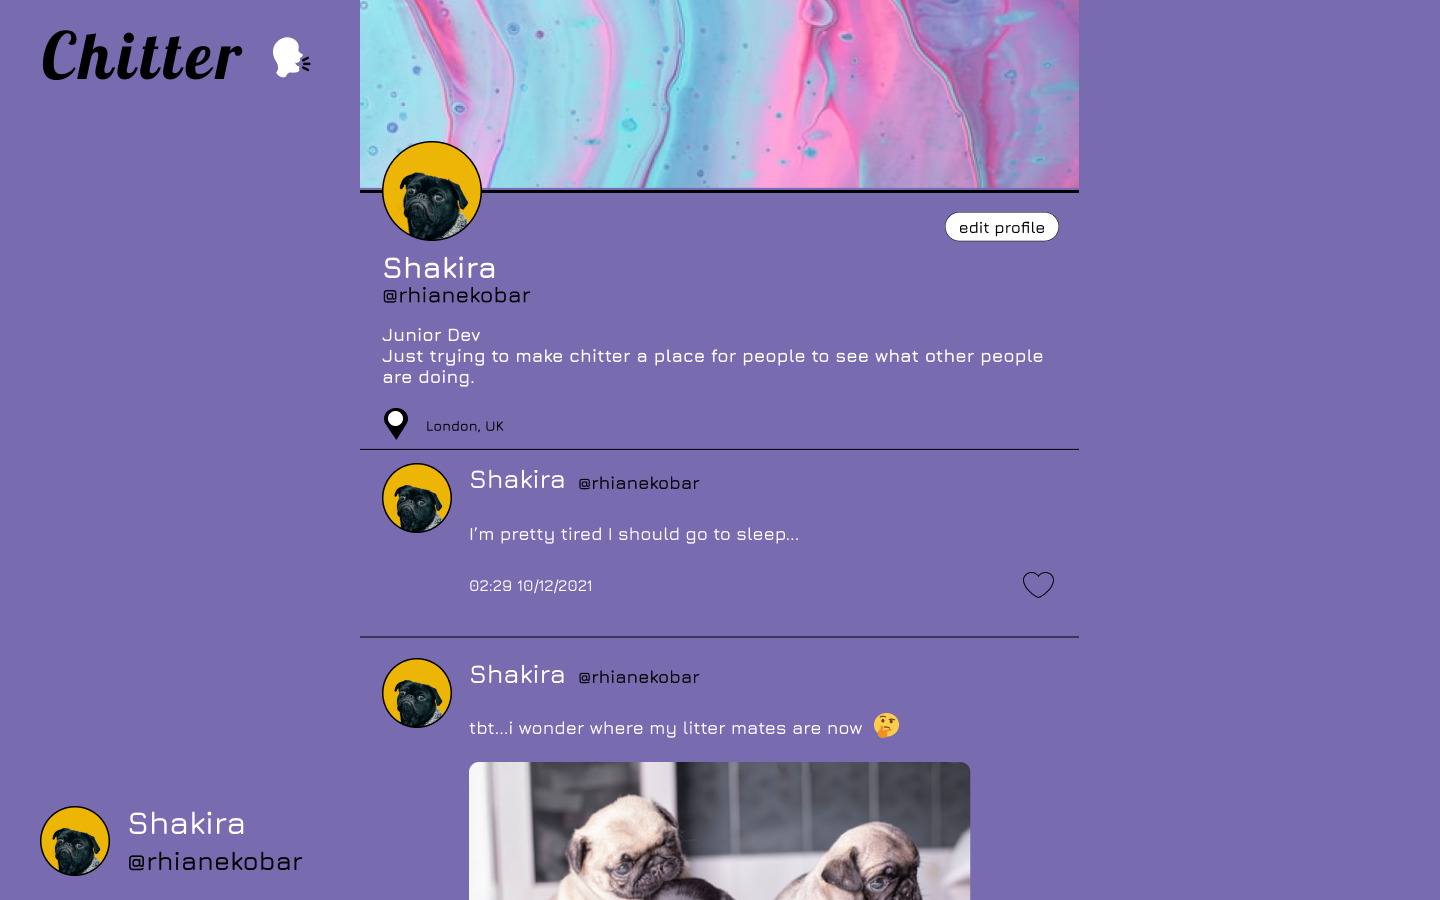 Chitter
edit profile
Shakira
@rhianekobar
Junior Dev
Just trying to make chitter a place for people to see what other people
are doing.
London, UK
Shakira @rhianekobar
I'm pretty tired I should go to sleep...
02:29 10/12/2021
Shakira @rhianekobar
tbt...i wonder where my litter mates are now 🤔
Shakira
@rhianekobar